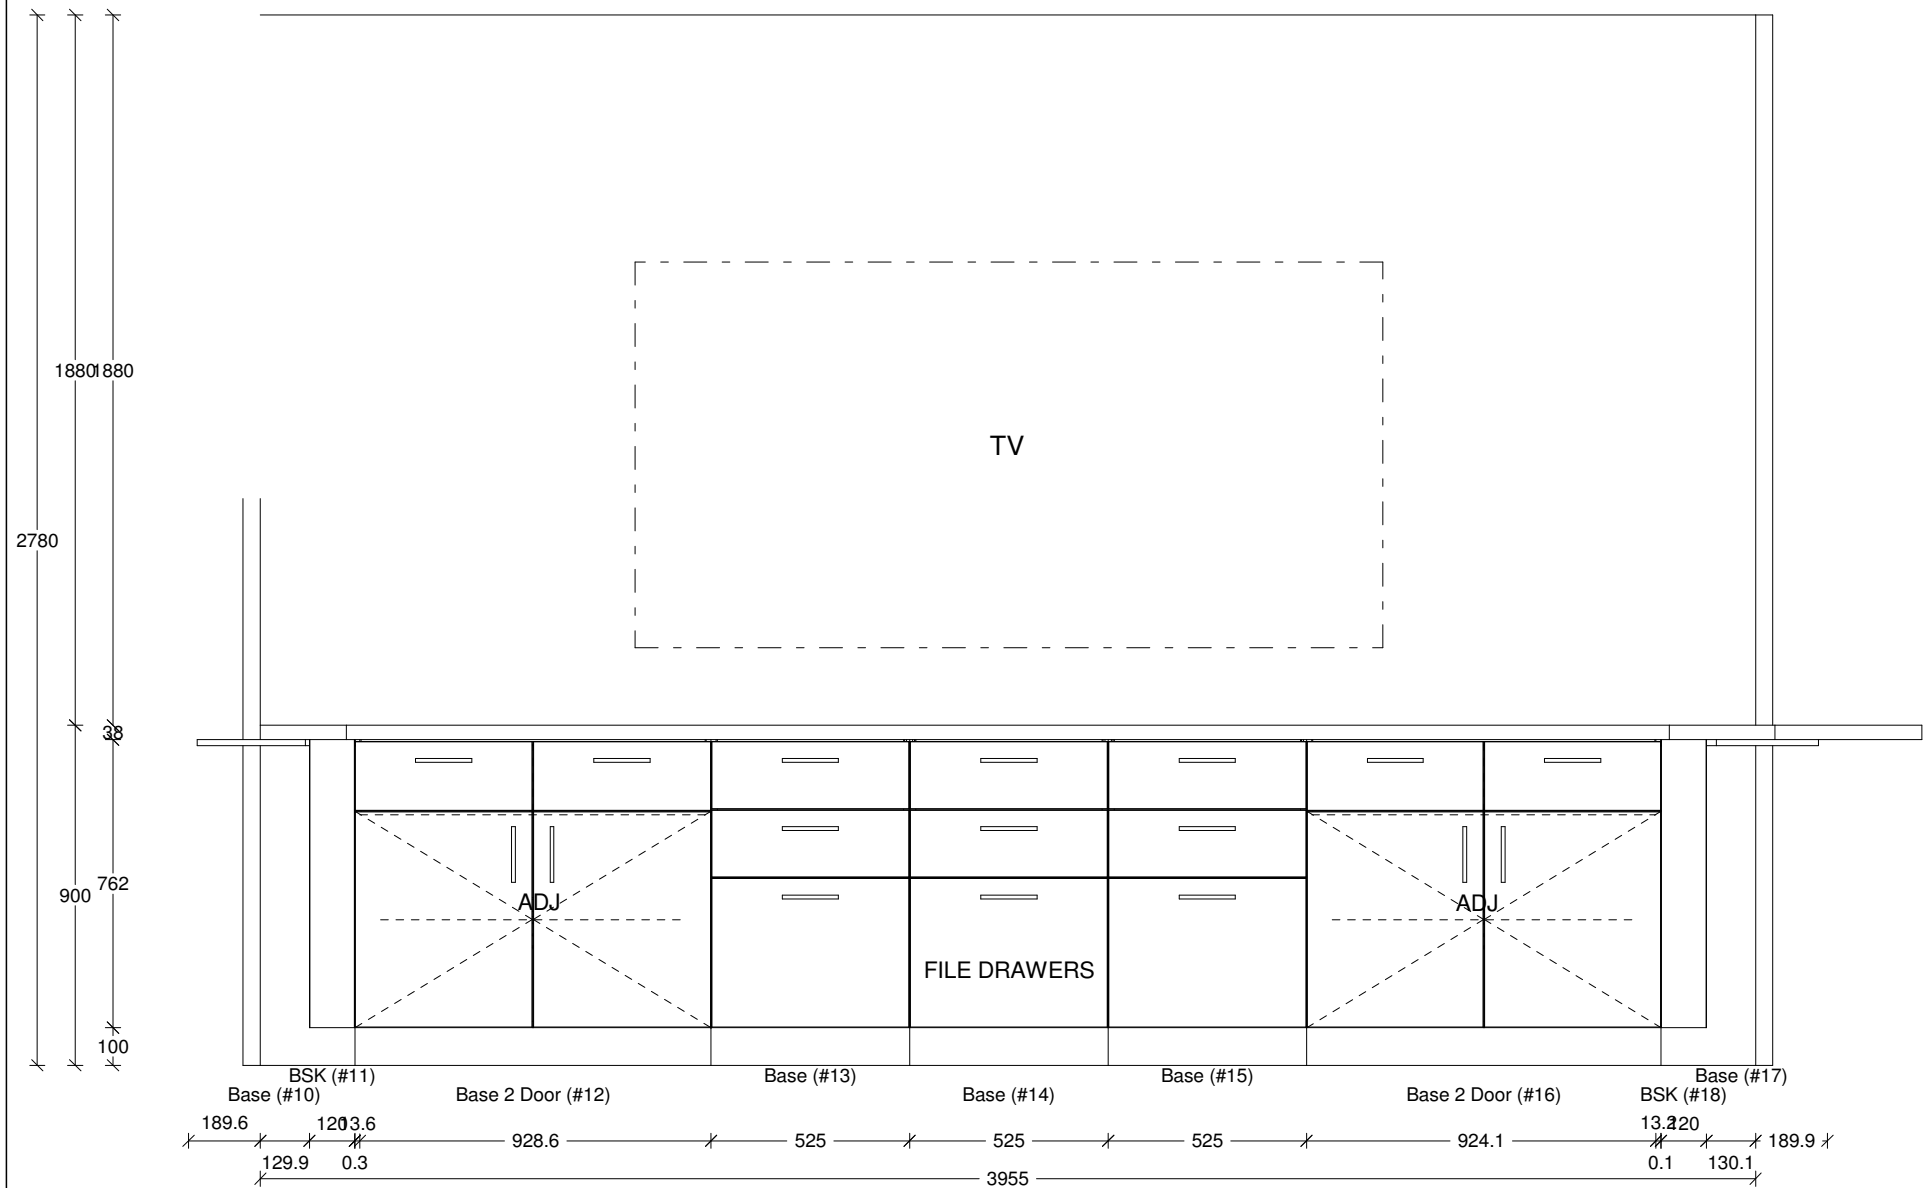 1880
1880
TV
2780
38
762
900
ADJ
ADJ
FILE DRAWERS
100
BSK (#11)
Base (#13)
Base (#15)
Base (#17)
Base (#10)
Base 2 Door (#12)
Base (#14)
Base 2 Door (#16)
BSK (#18)
189.6
120
13.6
928.6
525
525
525
924.1
13.2
120
189.9
129.9
0.3
0.1
130.1
3955